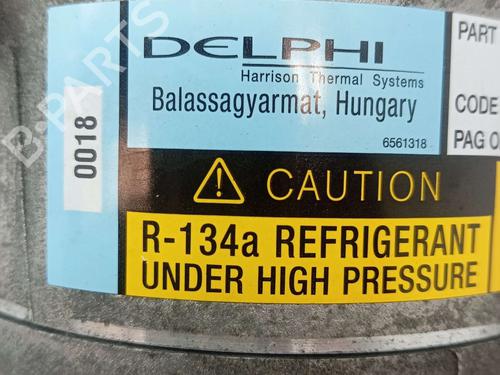 DELPHI
Harrison Thermal Systems
Balassagyarmat, Hungary
6561318
0018
PART
CODE
PAG O
CAUTION
R-134a REFRIGERANT
UNDER HIGH PRESSURE
B-PARTS